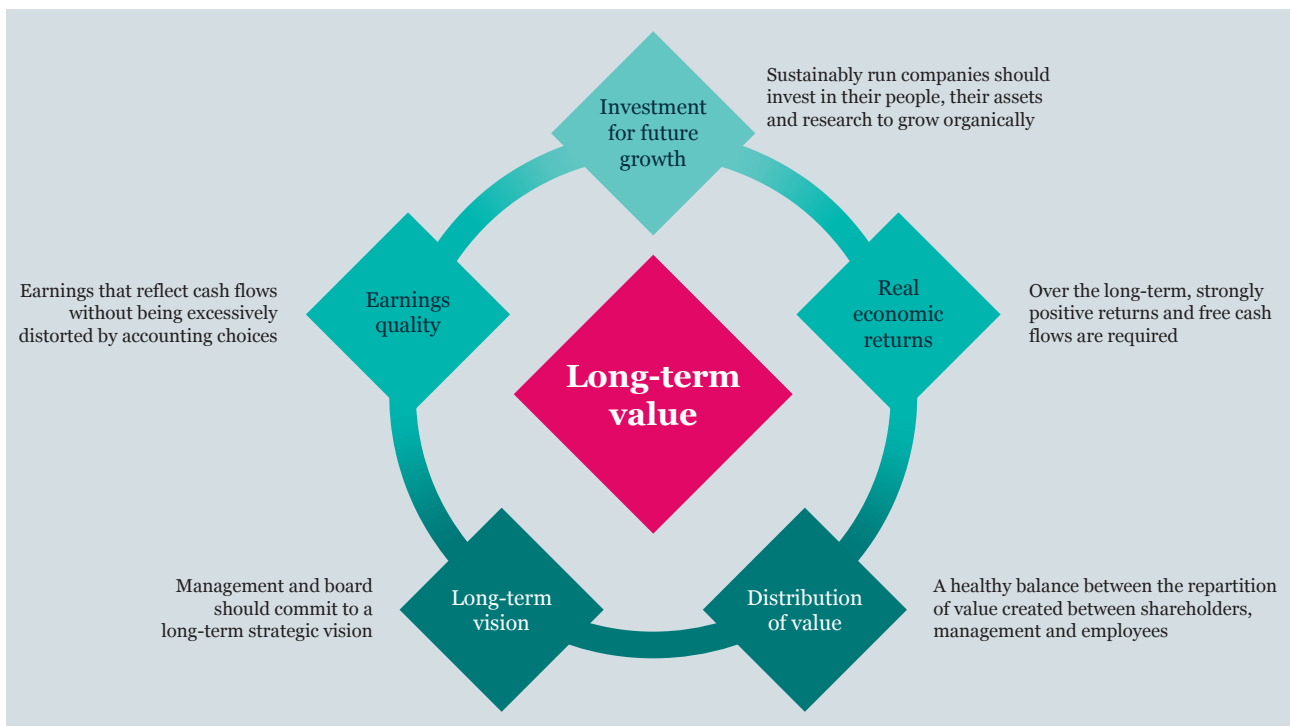 Investment
for future
growth
Sustainably run companies should
invest in their people, their assets
and research to grow organically
Earnings that reflect cash flows
without being excessively
distorted by accounting choices
Earnings
quality
Real
economic
returns
Over the long-term, strongly
positive returns and free cash
flows are required
Long-term
value
Management and board
should commit to a
long-term strategic vision
Long-term
vision
Distribution
of value
A healthy balance between the repartition
of value created between shareholders,
management and employees